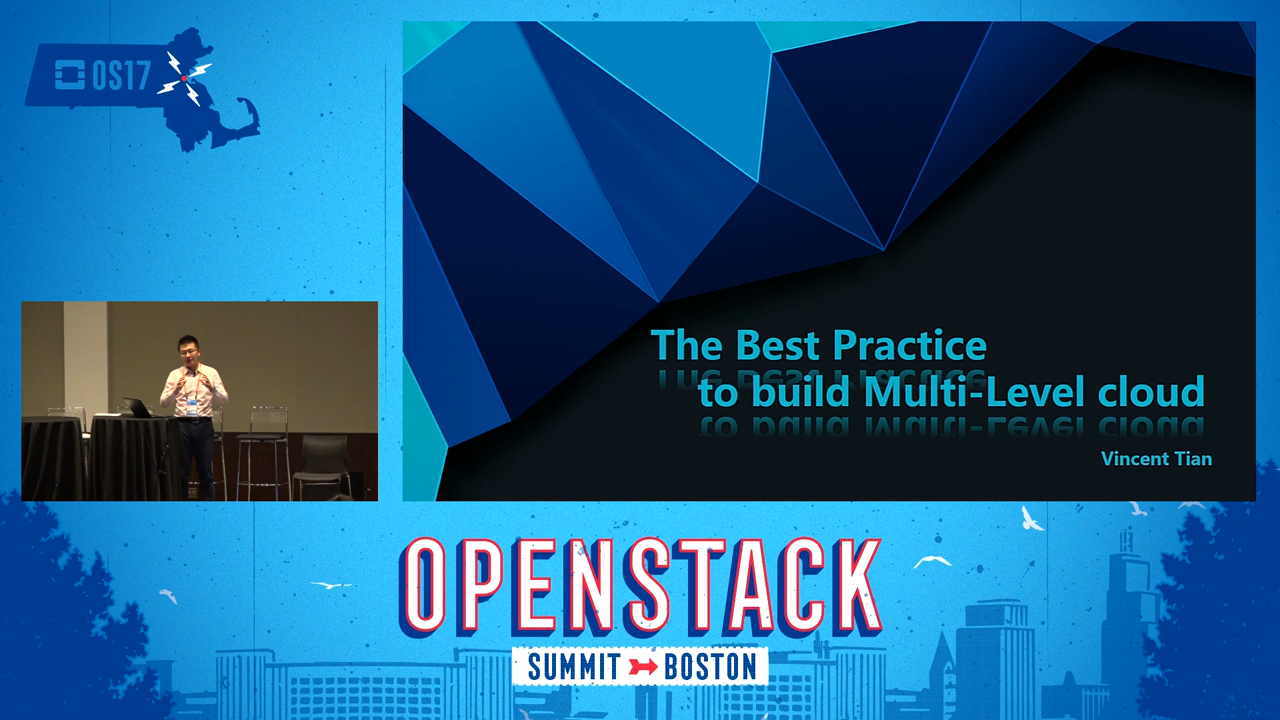 OS17
The Best Practice
to build Multi-Level cloud
Vincent Tian
OPENSTACK
SUMMIT BOSTON